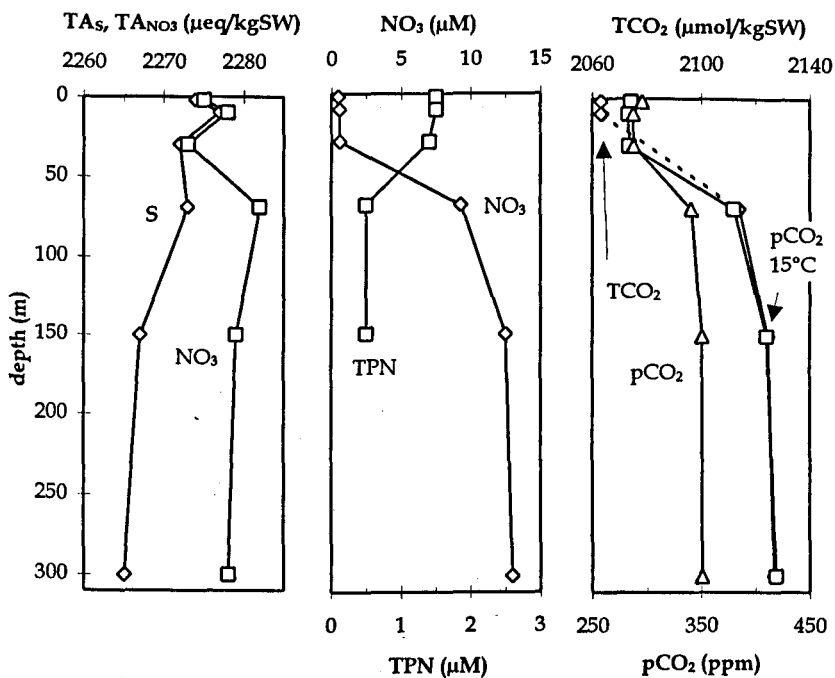 TAS, TANO3 (µeq/kgSW)
NO3 (µM)
TCO2 (µmol/kgSW)
2260 2270 2280
0 5 10 15
2060 2100 2140
0
50
100
150
200
250
300
depth (m)
S
NO3
NO3
TPN
TCO2
pCO2
15°C
pCO2
0 1 2 3
250 350 450
TPN (µM)
pCO2 (ppm)